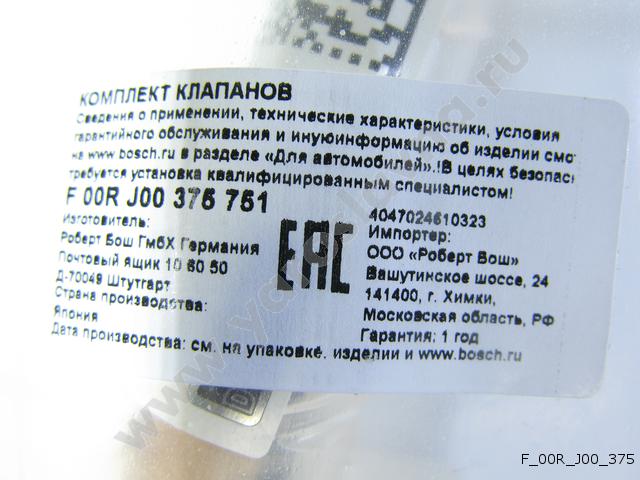 КОМПЛЕКТ КЛАПАНОВ
Сведения о применении, технические характеристики, условия
гарантийного обслуживания и инуюинформацию об изделии смо
на www.bosch.ru в разделе «Для автомобилей».!В целях безопас
требуется установка квалифицированным специалистом!
F 00R J00 375 751
Изготовитель:
Роберт Бош ГмбХ Германия
Почтовый ящик 10 60 50
Д-70049 Штутгарт
Страна производства:
Япония
Дата производства: см. на упаковке, изделии и www.bosch.ru
EAC
4047024610323
Импортер:
ООО «Роберт Бош»
Вашутинское шоссе, 24
141400, г. Химки,
Московская область, РФ
Гарантия: 1 год
F_00R_J00_375